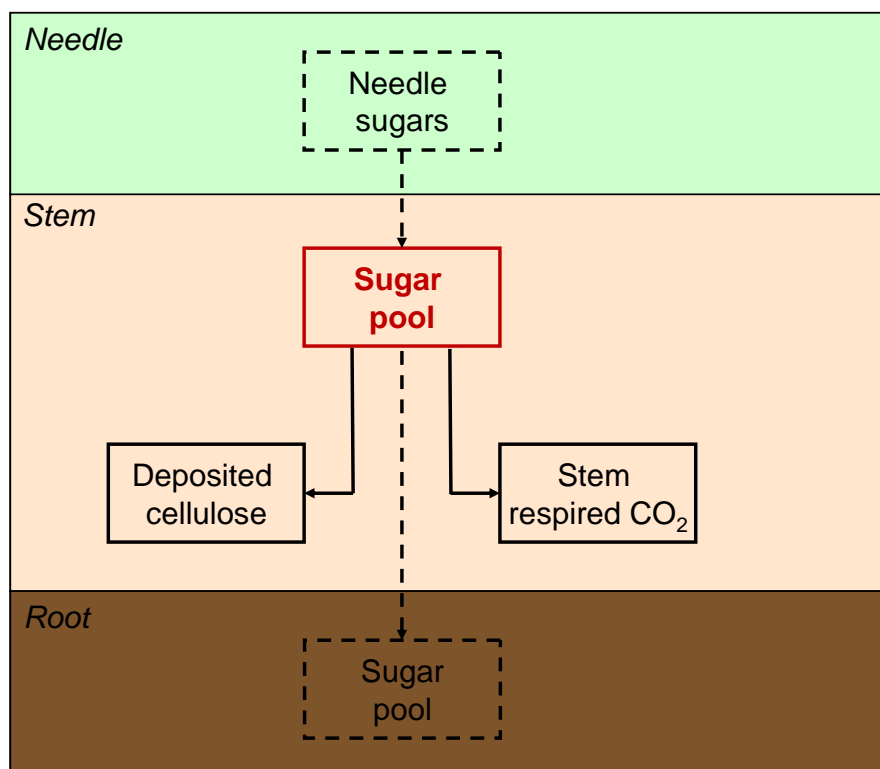 Needle
Needle
sugars
Stem
Sugar
pool
Deposited
cellulose
Stem
respired CO₂
Root
Sugar
pool